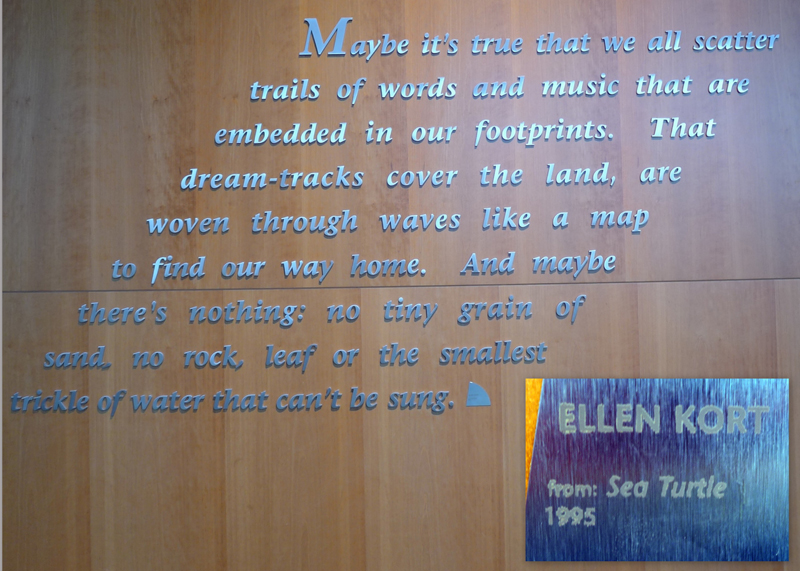 Maybe it's true that we all scatter
trails of words and music that are
embedded in our footprints. That
dream-tracks cover the land, are
woven through waves like a map
to find our way home. And maybe
there's nothing: no tiny grain of
sand, no rock, leaf or the smallest
trickle of water that can't be sung.
ELLEN KORT
from: Sea Turtle
1995